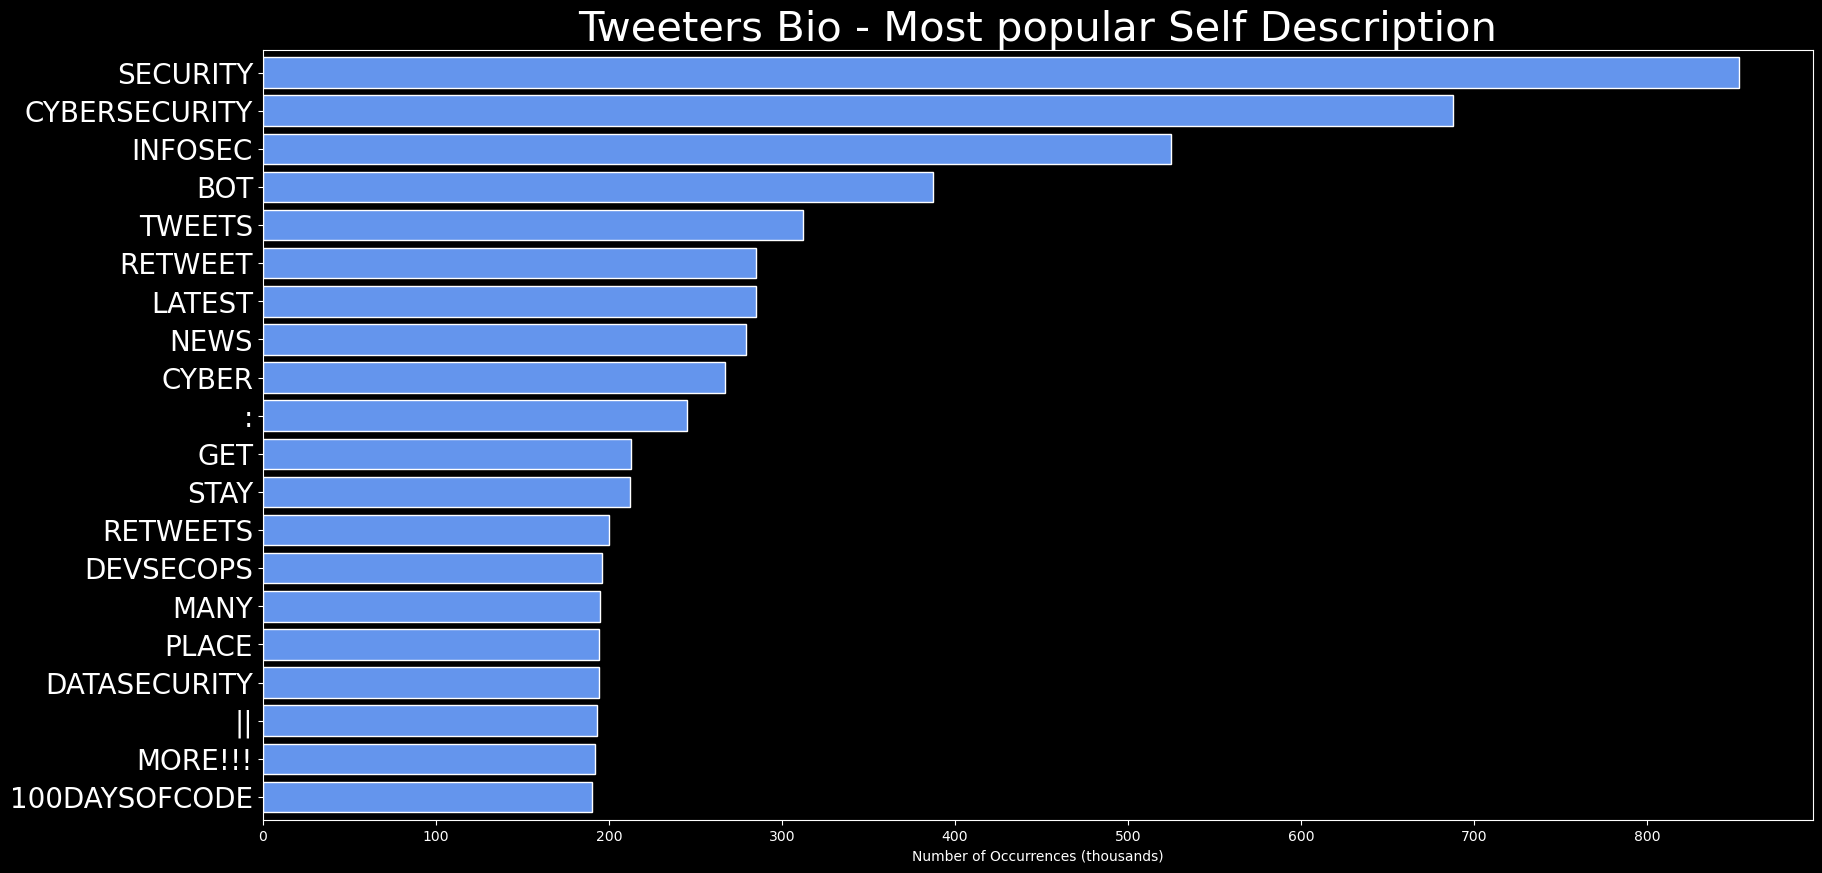 Tweeters Bio - Most popular Self Description
SECURITY
CYBERSECURITY
INFOSEC
BOT
TWEETS
RETWEET
LATEST
NEWS
CYBER
:
GET
STAY
RETWEETS
DEVSECOPS
MANY
PLACE
DATASECURITY
||
MORE!!!
100DAYSOFCODE
0 100 200 300 400 500 600 700 800
Number of Occurrences (thousands)